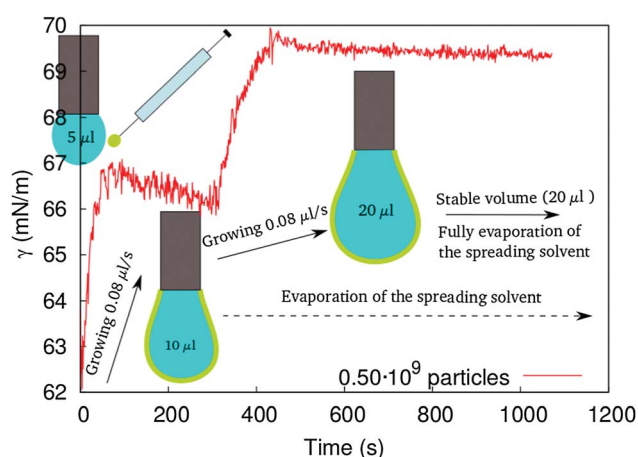 70
69
68
67
66
65
64
63
62
γ (mN/m)
0
200
400
600
800
1000
1200
Time (s)
5 µl
Growing 0.08 µl/s
10 µl
Growing 0.08 µl/s
20 µl
Stable volume (20 µl )
Fully evaporation of
the spreading solvent
Evaporation of the spreading solvent
0.50·10⁹ particles